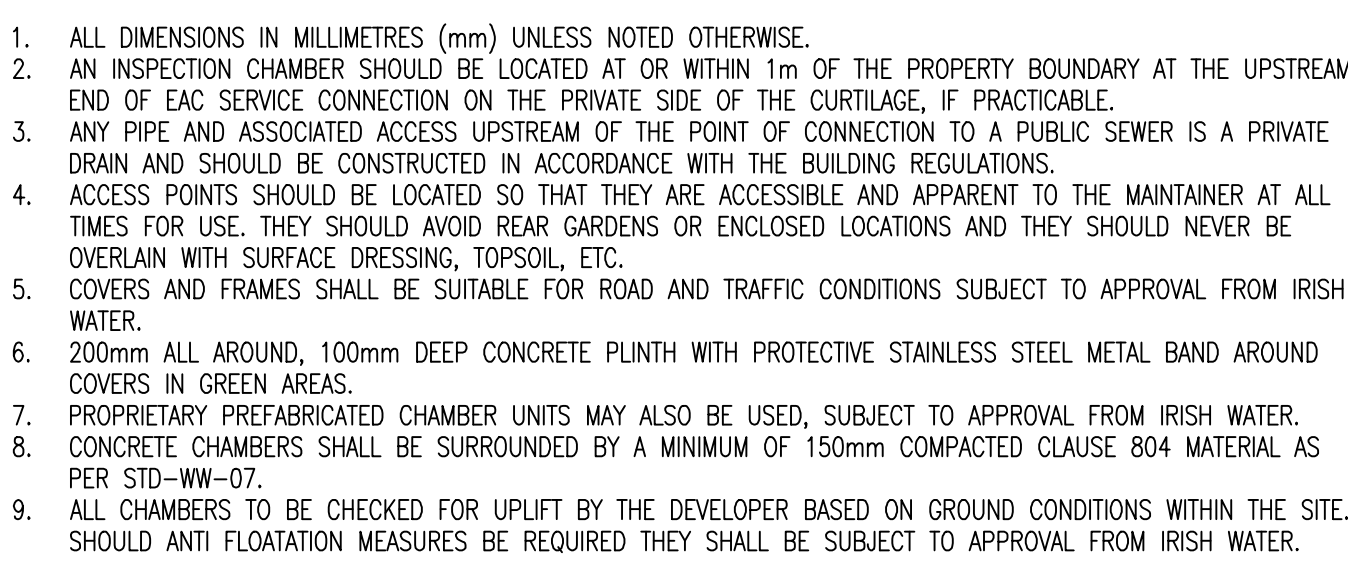 1. ALL DIMENSIONS IN MILLIMETRES (mm) UNLESS NOTED OTHERWISE.
2. AN INSPECTION CHAMBER SHOULD BE LOCATED AT OR WITHIN 1m OF THE PROPERTY BOUNDARY AT THE UPSTREAM
END OF EAC SERVICE CONNECTION ON THE PRIVATE SIDE OF THE CURTILAGE, IF PRACTICABLE.
3. ANY PIPE AND ASSOCIATED ACCESS UPSTREAM OF THE POINT OF CONNECTION TO A PUBLIC SEWER IS A PRIVATE
DRAIN AND SHOULD BE CONSTRUCTED IN ACCORDANCE WITH THE BUILDING REGULATIONS.
4. ACCESS POINTS SHOULD BE LOCATED SO THAT THEY ARE ACCESSIBLE AND APPARENT TO THE MAINTAINER AT ALL
TIMES FOR USE. THEY SHOULD AVOID REAR GARDENS OR ENCLOSED LOCATIONS AND THEY SHOULD NEVER BE
OVERLAIN WITH SURFACE DRESSING, TOPSOIL, ETC.
5. COVERS AND FRAMES SHALL BE SUITABLE FOR ROAD AND TRAFFIC CONDITIONS SUBJECT TO APPROVAL FROM IRISH
WATER.
6. 200mm ALL AROUND, 100mm DEEP CONCRETE PLINTH WITH PROTECTIVE STAINLESS STEEL METAL BAND AROUND
COVERS IN GREEN AREAS.
7. PROPRIETARY PREFABRICATED CHAMBER UNITS MAY ALSO BE USED, SUBJECT TO APPROVAL FROM IRISH WATER.
8. CONCRETE CHAMBERS SHALL BE SURROUNDED BY A MINIMUM OF 150mm COMPACTED CLAUSE 804 MATERIAL AS
PER STD-WW-07.
9. ALL CHAMBERS TO BE CHECKED FOR UPLIFT BY THE DEVELOPER BASED ON GROUND CONDITIONS WITHIN THE SITE.
SHOULD ANTI FLOATATION MEASURES BE REQUIRED THEY SHALL BE SUBJECT TO APPROVAL FROM IRISH WATER.